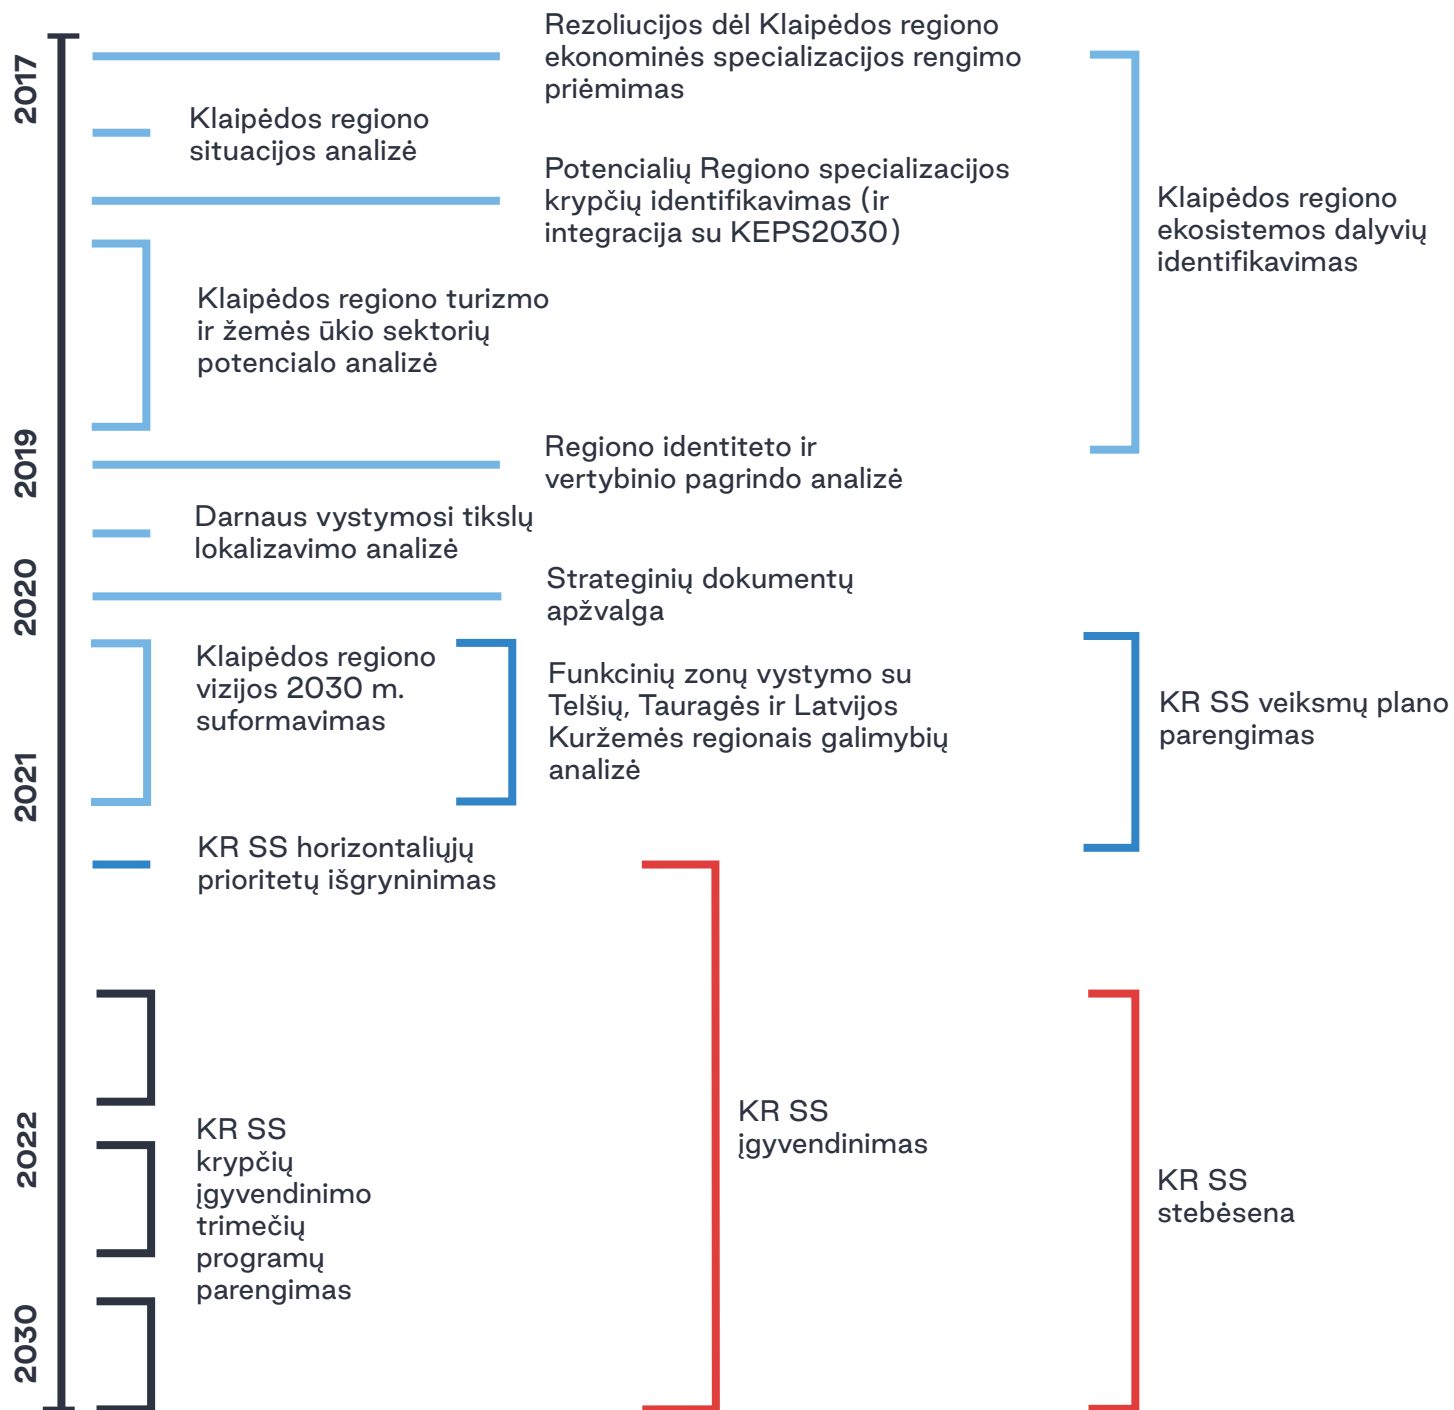 2017
Rezoliucijos dėl Klaipėdos regiono
ekonominės specializacijos rengimo
priėmimas
Klaipėdos regiono
situacijos analizė
Potencialių Regiono specializacijos
krypčių identifikavimas (ir
integracija su KEPS2030)
Klaipėdos regiono
ekosistemos dalyvių
identifikavimas
Klaipėdos regiono turizmo
ir žemės ūkio sektorių
potencialo analizė
2019
Regiono identiteto ir
vertybinio pagrindo analizė
Darnaus vystymosi tikslų
lokalizavimo analizė
2020
Strateginių dokumentų
apžvalga
Klaipėdos regiono
vizijos 2030 m.
suformavimas
Funkcinių zonų vystymo su
Telšių, Tauragės ir Latvijos
Kuržemės regionais galimybių
analizė
KR SS veiksmų plano
parengimas
2021
KR SS horizontaliųjų
prioritetų išgryninimas
2022
KR SS
krypčių
įgyvendinimo
trimečių
programų
parengimas
KR SS
įgyvendinimas
KR SS
stebėsena
2030